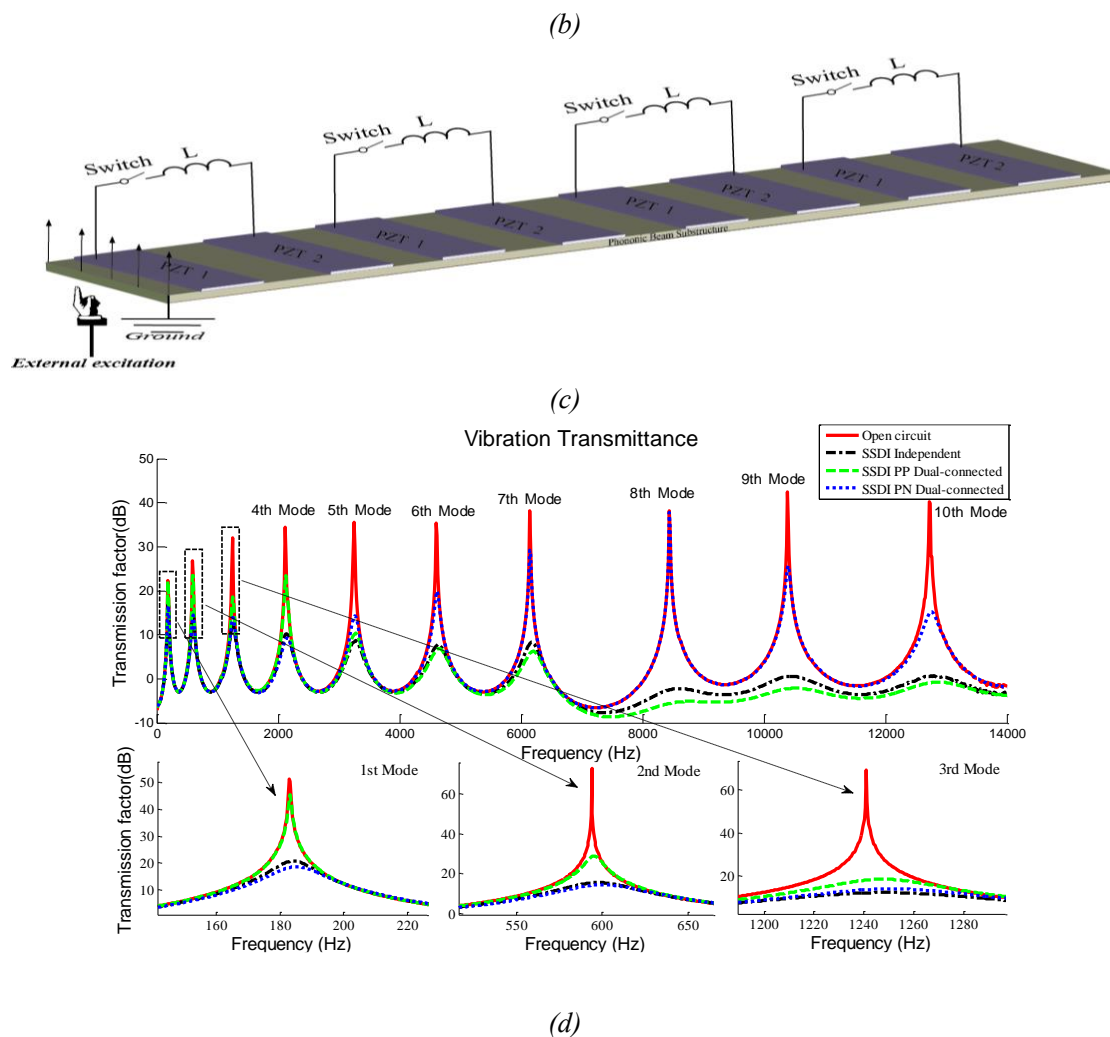 (b)
Switch L
Switch L
Switch L
Switch L
PZT 1
PZT 2
PZT 1
PZT 2
PZT 1
PZT 2
PZT 1
PZT 2
Phononic Beam Substructure
Ground
External excitation
(c)
Vibration Transmittance
Open circuit
SSDI Independent
SSDI PP Dual-connected
SSDI PN Dual-connected
Transmission factor(dB)
50
40
30
20
10
0
-10
4th Mode
5th Mode
6th Mode
7th Mode
8th Mode
9th Mode
10th Mode
0 2000 4000 6000 8000 10000 12000 14000
Frequency (Hz)
Transmission factor(dB)
50
40
30
20
10
1st Mode
160 180 200 220
Frequency (Hz)
60
40
20
0
2nd Mode
550 600 650
Frequency (Hz)
60
40
20
3rd Mode
1200 1220 1240 1260 1280
Frequency (Hz)
(d)